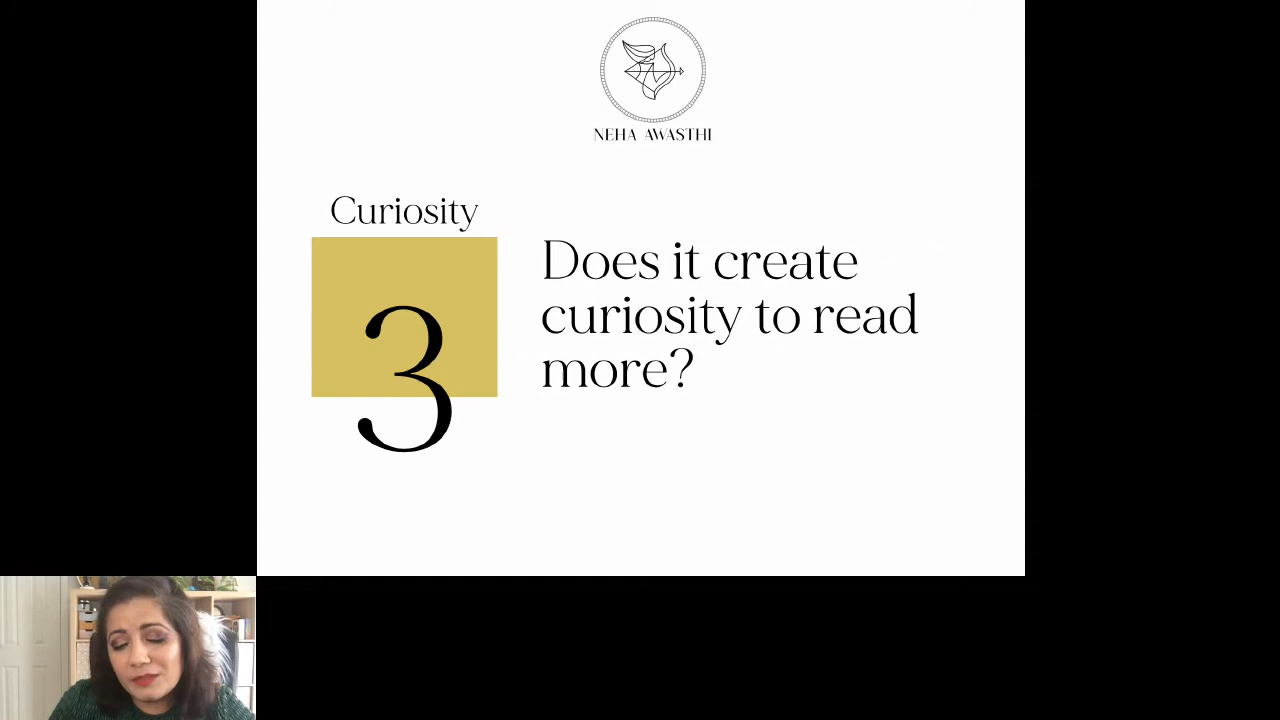 NEHA AWASTHI
Curiosity
3
Does it create
curiosity to read
more?